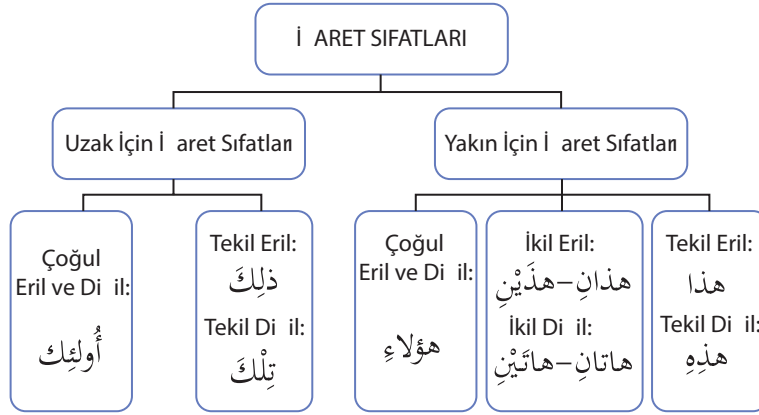 İ ARET SIFATLARI
Uzak İçin İ aret Sıfatları
Yakın İçin İ aret Sıfatları
Çoğul
Eril ve Di il:
أُولئِك
Tekil Eril:
ذلِكَ
Tekil Di il:
تِلْكَ
Çoğul
Eril ve Di il:
هؤلاءِ
İkil Eril:
هذانِ–هذَيْنِ
İkil Di il:
هاتانِ–هاتَيْنِ
Tekil Eril:
هذا
Tekil Di il:
هذِهِ